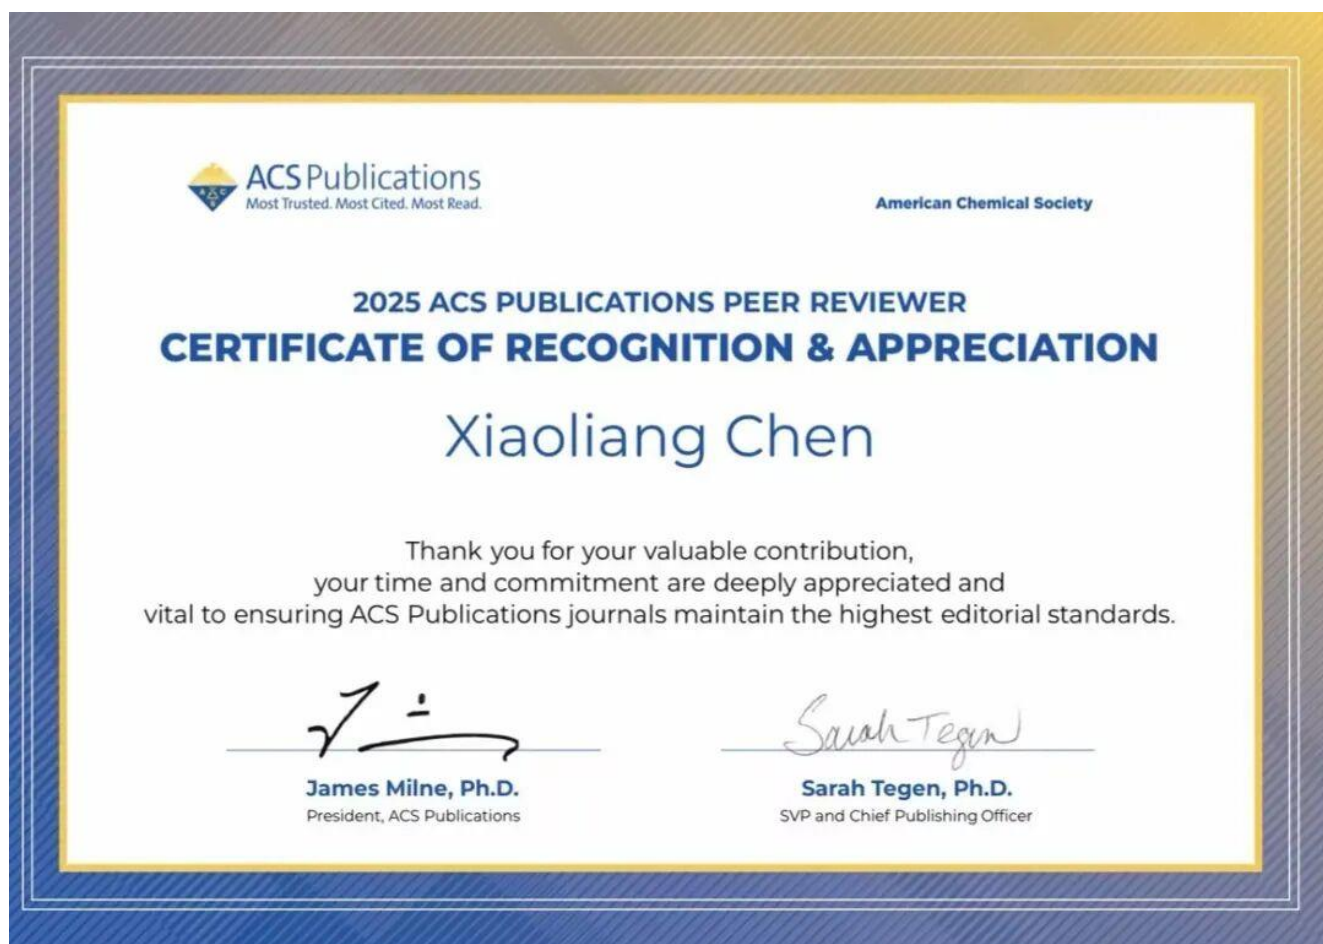 ACS Publications
Most Trusted. Most Cited. Most Read.
American Chemical Society
2025 ACS PUBLICATIONS PEER REVIEWER
CERTIFICATE OF RECOGNITION & APPRECIATION
Xiaoliang Chen
Thank you for your valuable contribution,
your time and commitment are deeply appreciated and
vital to ensuring ACS Publications journals maintain the highest editorial standards.
Sarah Tegen
James Milne, Ph.D.
Sarah Tegen, Ph.D.
President, ACS Publications
SVP and Chief Publishing Officer